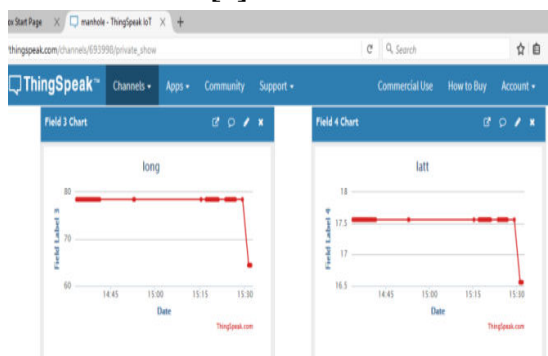 ox Start Page
manhole - ThingSpeak IoT
thingspeak.com/channels/693998/private_show
Search
ThingSpeak™ Channels Apps Community Support Commercial Use How to Buy Account
Field 3 Chart
long
80
70
60
Field Label 3
14:45 15:00 15:15 15:30
Date
ThingSpeak.com
Field 4 Chart
latt
18
17.5
17
16.5
Field Label 4
14:45 15:00 15:15 15:30
Date
ThingSpeak.com